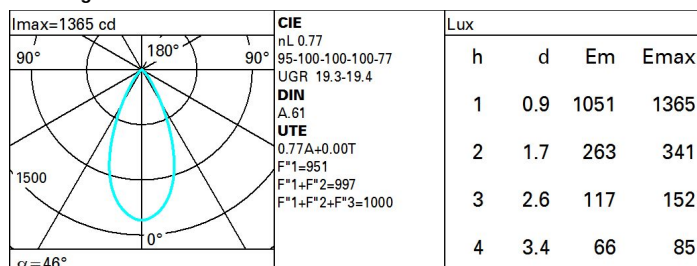 Imax=1365 cd
90° 180° 90°
1500
0°
α=46°
CIE
nL 0.77
95-100-100-100-77
UGR 19.3-19.4
DIN
A.61
UTE
0.77A+0.00T
F"1=951
F"1+F"2=997
F"1+F"2+F"3=1000
Lux
h d Em Emax
1 0.9 1051 1365
2 1.7 263 341
3 2.6 117 152
4 3.4 66 85